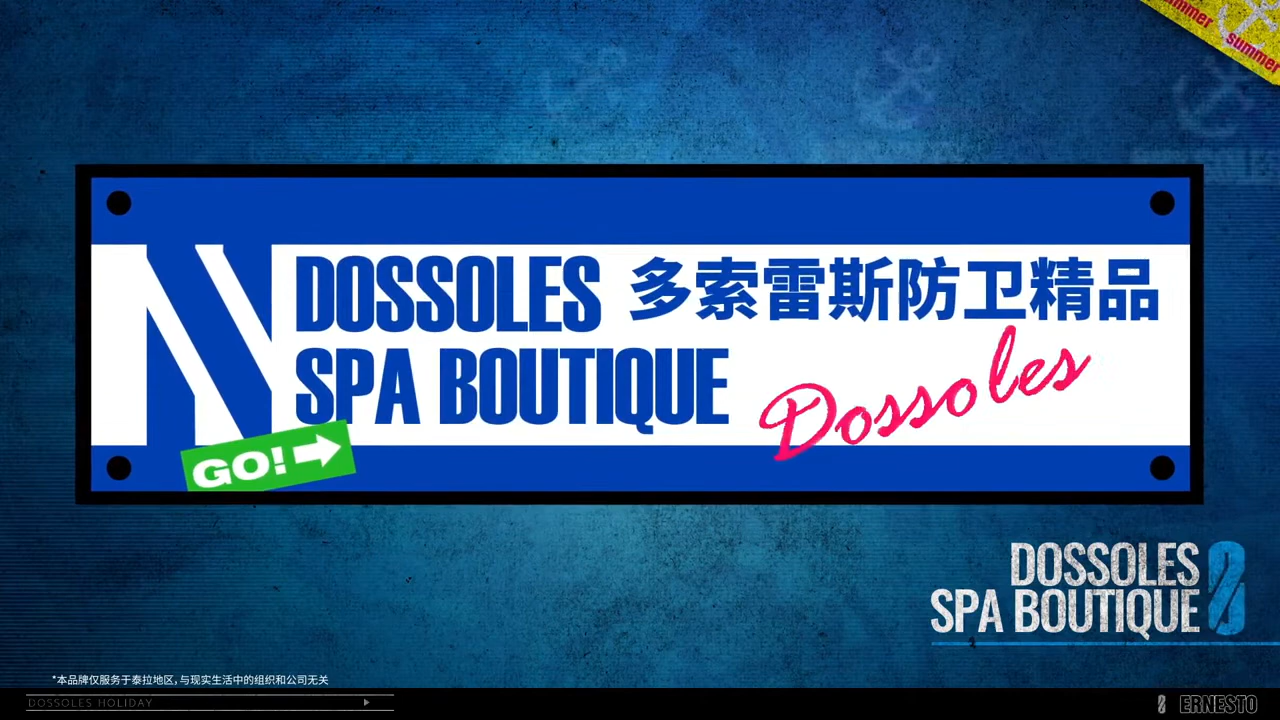 summer
summer
DOSSOLES 多索雷斯防卫精品
SPA BOUTIQUE
Dossoles
GO!
DOSSOLES
SPA BOUTIQUE
*本品牌仅服务于泰拉地区,与现实生活中的组织和公司无关
DOSSOLES HOLIDAY
ERNESTO